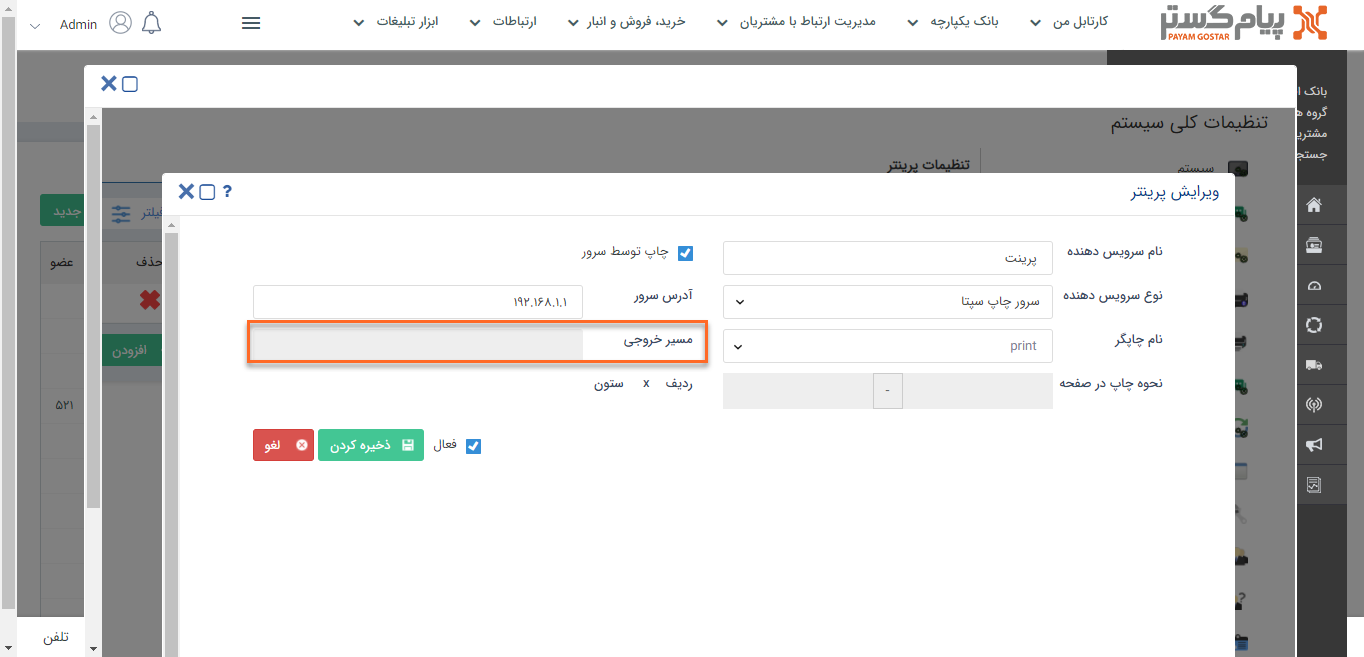 پیام گستر
PAYAM GOSTAR
کارتابل من
بانک یکپارچه
مدیریت ارتباط با مشتریان
خرید، فروش و انبار
ارتباطات
ابزار تبلیغات
Admin
بانک
گروه
جستج
تنظیمات کلی سیستم
سیستم
تنظیمات پرینتر
جدید
فیلتر
عضو
حذف
افزودن
۵۲۱
تلفن
ویرایش پرینتر
?
نام سرویس دهنده
پرینت
چاپ توسط سرور
نوع سرویس دهنده
سرور چاپ سپتا
آدرس سرور
۱۹۲.۱۶۸.۱.۱
نام چاپگر
print
مسیر خروجی
نحوه چاپ در صفحه
-
ردیف x ستون
فعال
ذخیره کردن
لغو